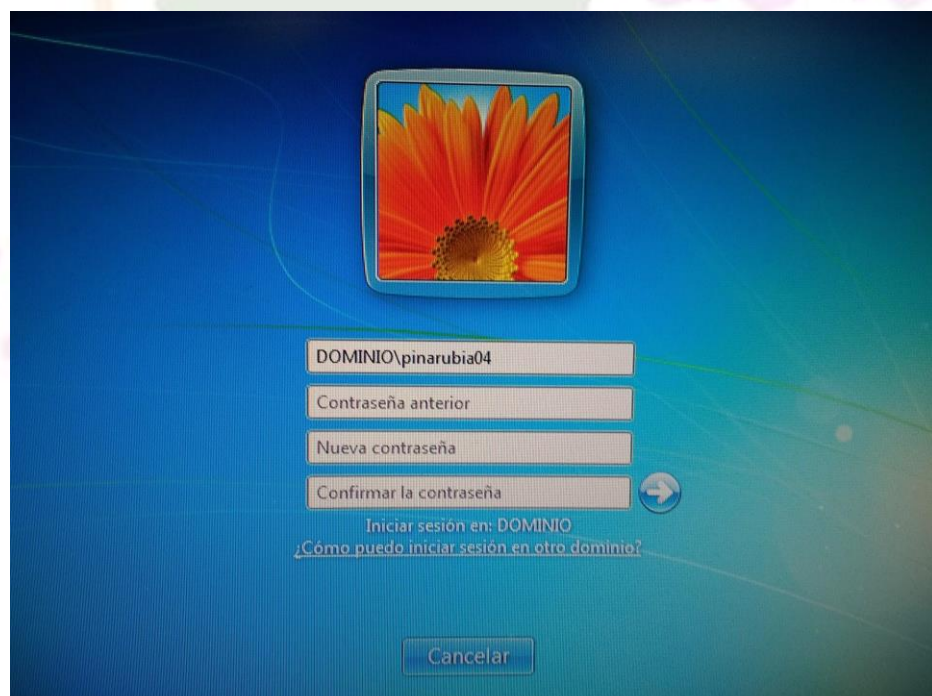 DOMINIO\pinarubia04
Contraseña anterior
Nueva contraseña
Confirmar la contraseña
Iniciar sesión en: DOMINIO
¿Cómo puedo iniciar sesión en otro dominio?
Cancelar